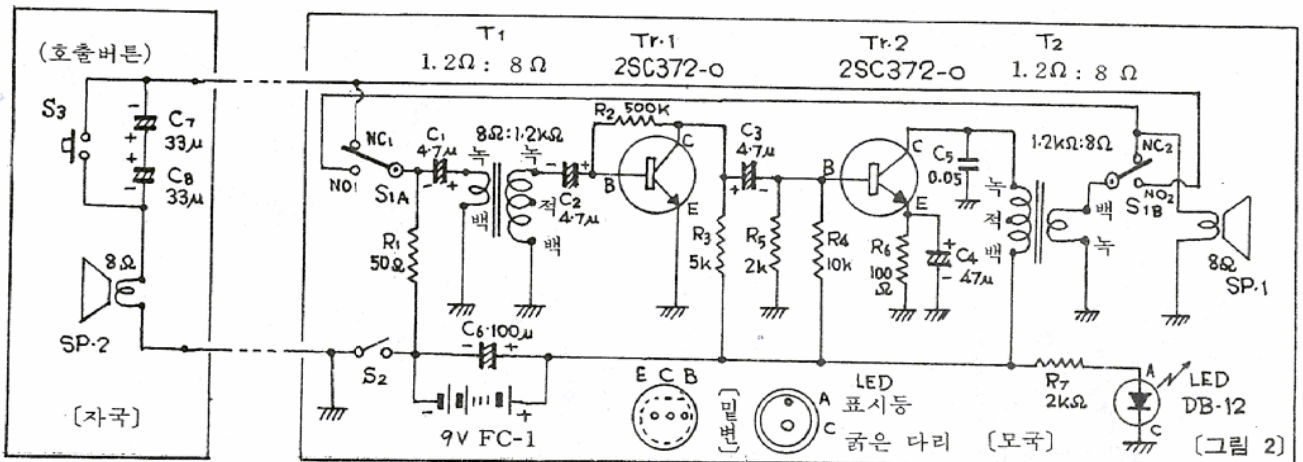 T1
1.2Ω : 8Ω
Tr.1
2SC372-O
Tr.2
2SC372-O
T2
1.2Ω : 8Ω
(호출버튼)
S3
C7
33μ
C8
33μ
8Ω
SP-2
[자국]
NC1
NO1
S1A
C1
4.7μ
R1
50Ω
8Ω:1.2kΩ
녹
녹
백
적
백
C2
4.7μ
R2 500K
B
C
E
C3
4.7μ
R3
5k
R5
2k
R4
10k
B
C
E
R6
100
Ω
C4
47μ
C5
0.05
1.2kΩ:8Ω
녹
적
백
백
녹
NC2
NO2
S1B
8Ω
SP-1
S2
C6·100μ
9V FC-1
E C B
[밑변]
LED
표시등
A
C
굵은 다리
[모국]
R7
2kΩ
A
C
LED
DB-12
[그림 2]